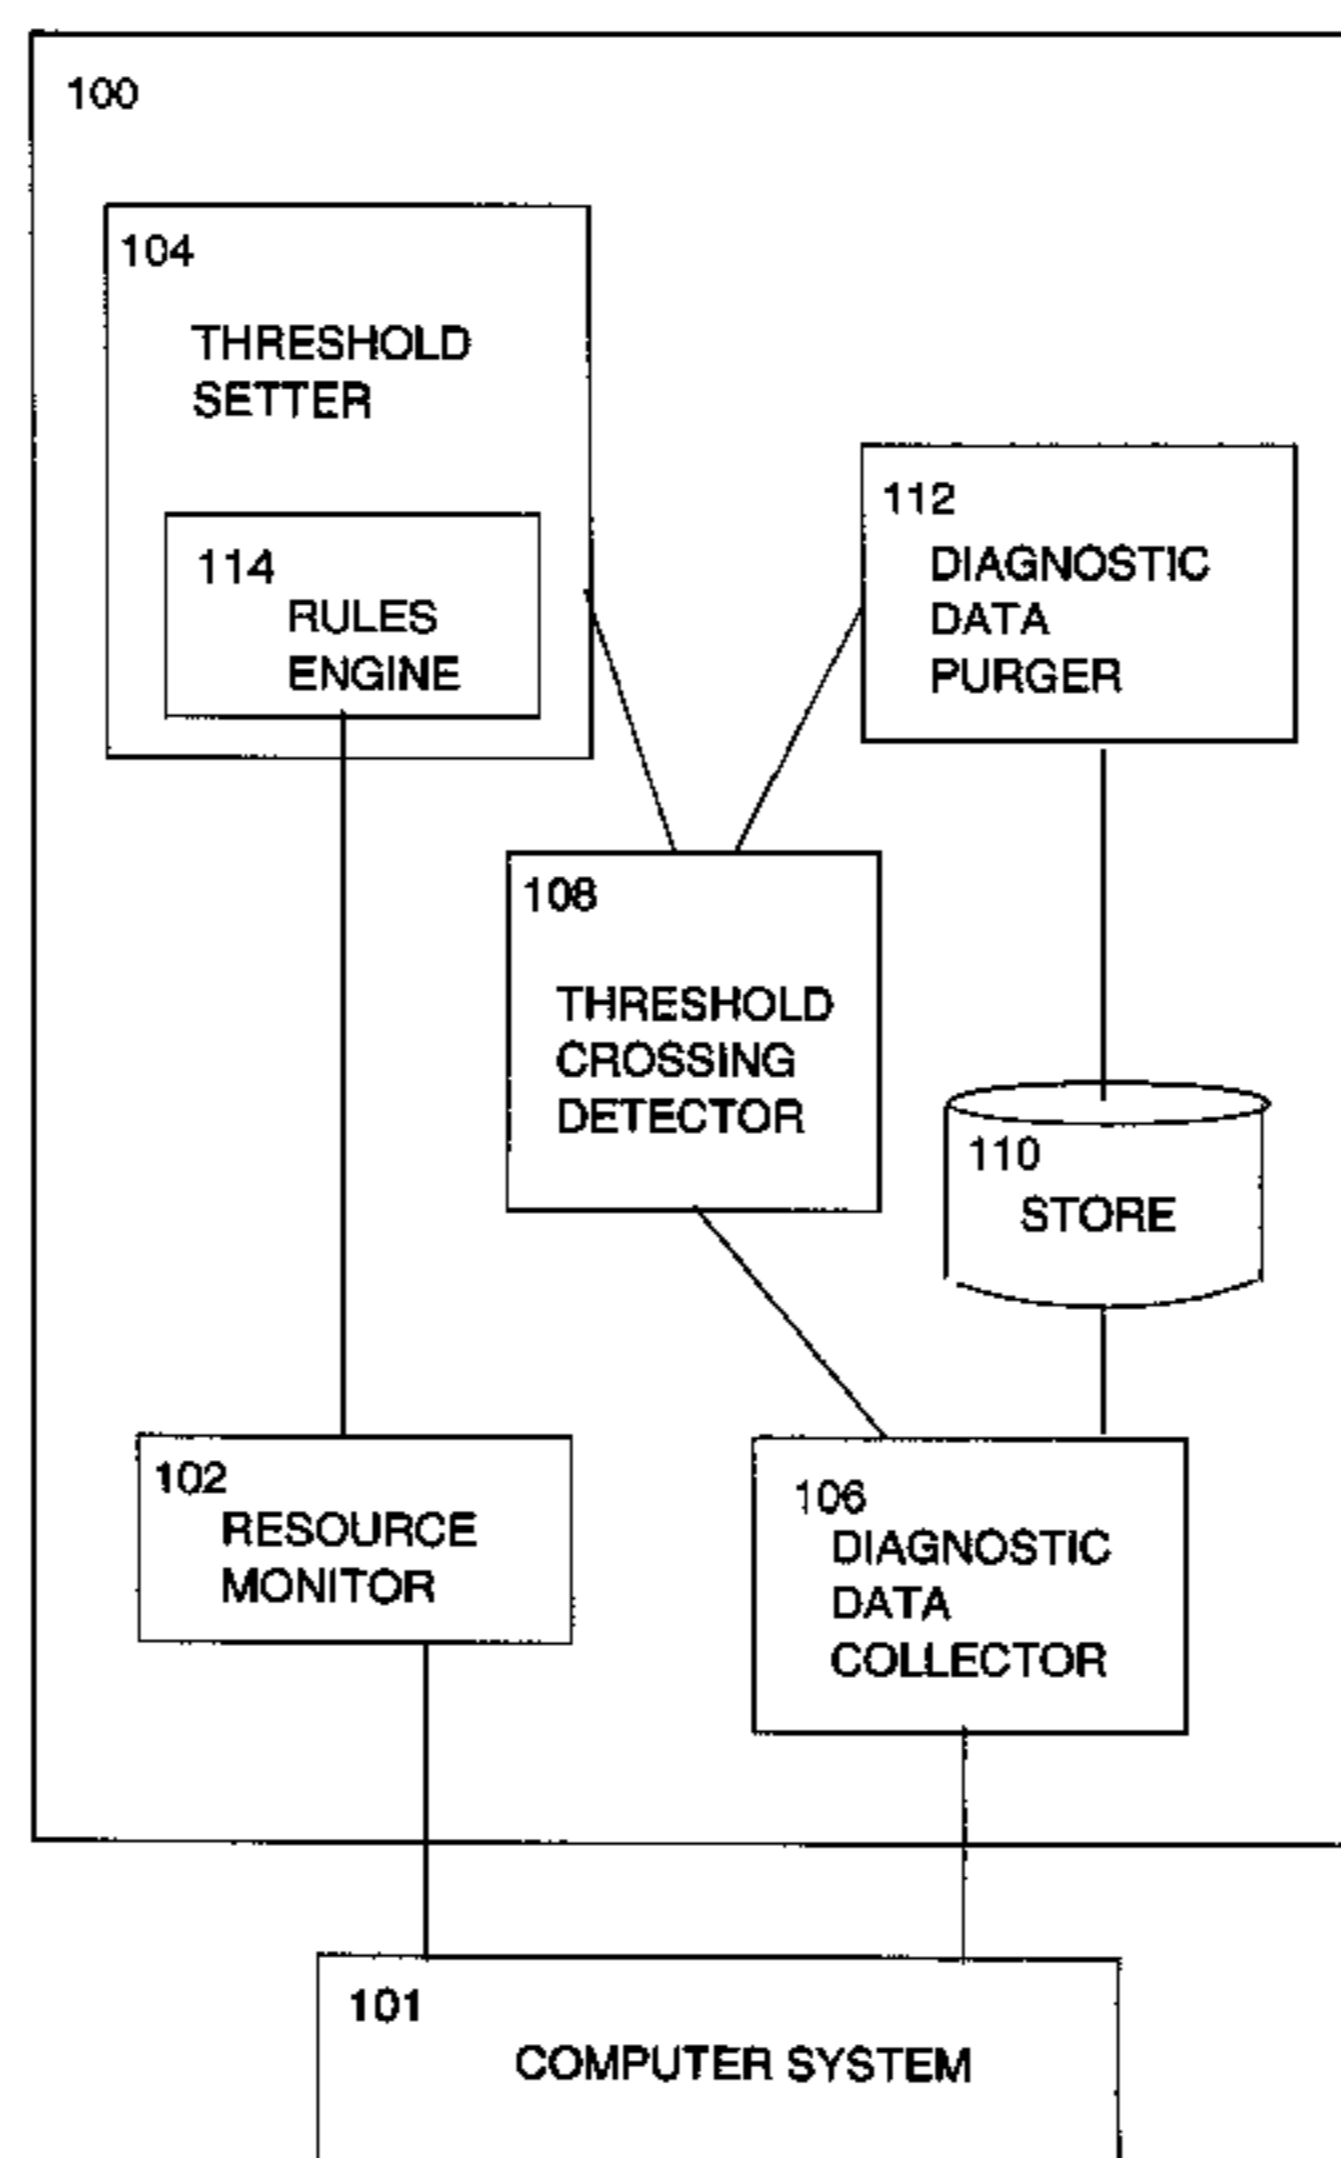 100
104
THRESHOLD
SETTER
114
RULES
ENGINE
112
DIAGNOSTIC
DATA
PURGER
108
THRESHOLD
CROSSING
DETECTOR
110
STORE
102
RESOURCE
MONITOR
106
DIAGNOSTIC
DATA
COLLECTOR
101
COMPUTER SYSTEM